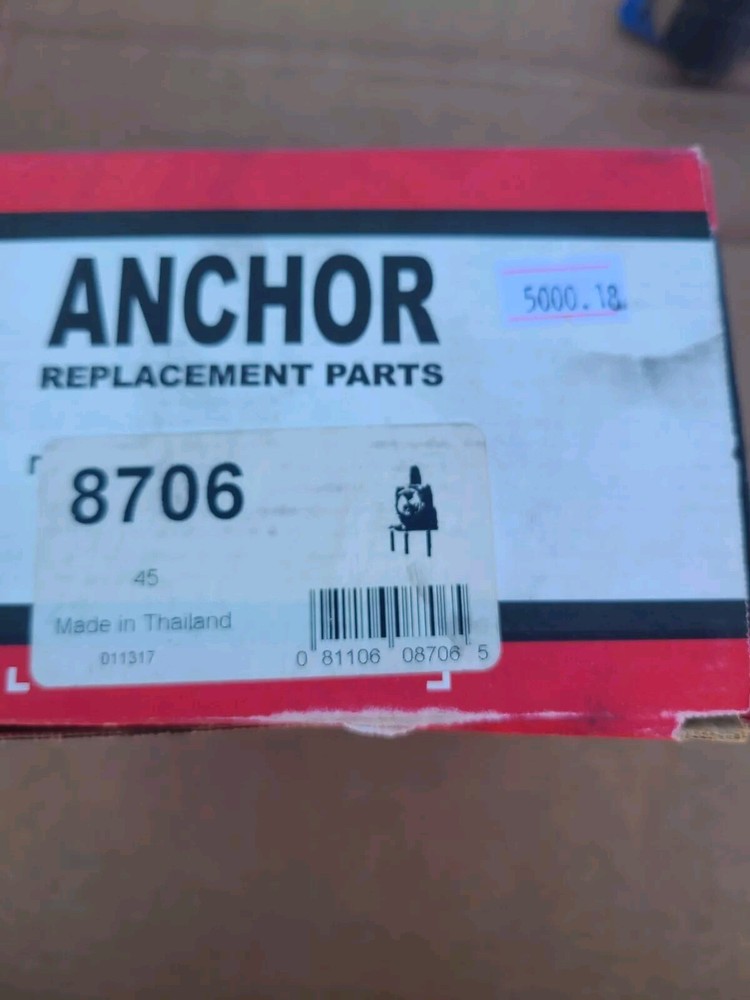 ANCHOR
REPLACEMENT PARTS
5000.18
8706
45
Made in Thailand
011317
0 81106 08706 5